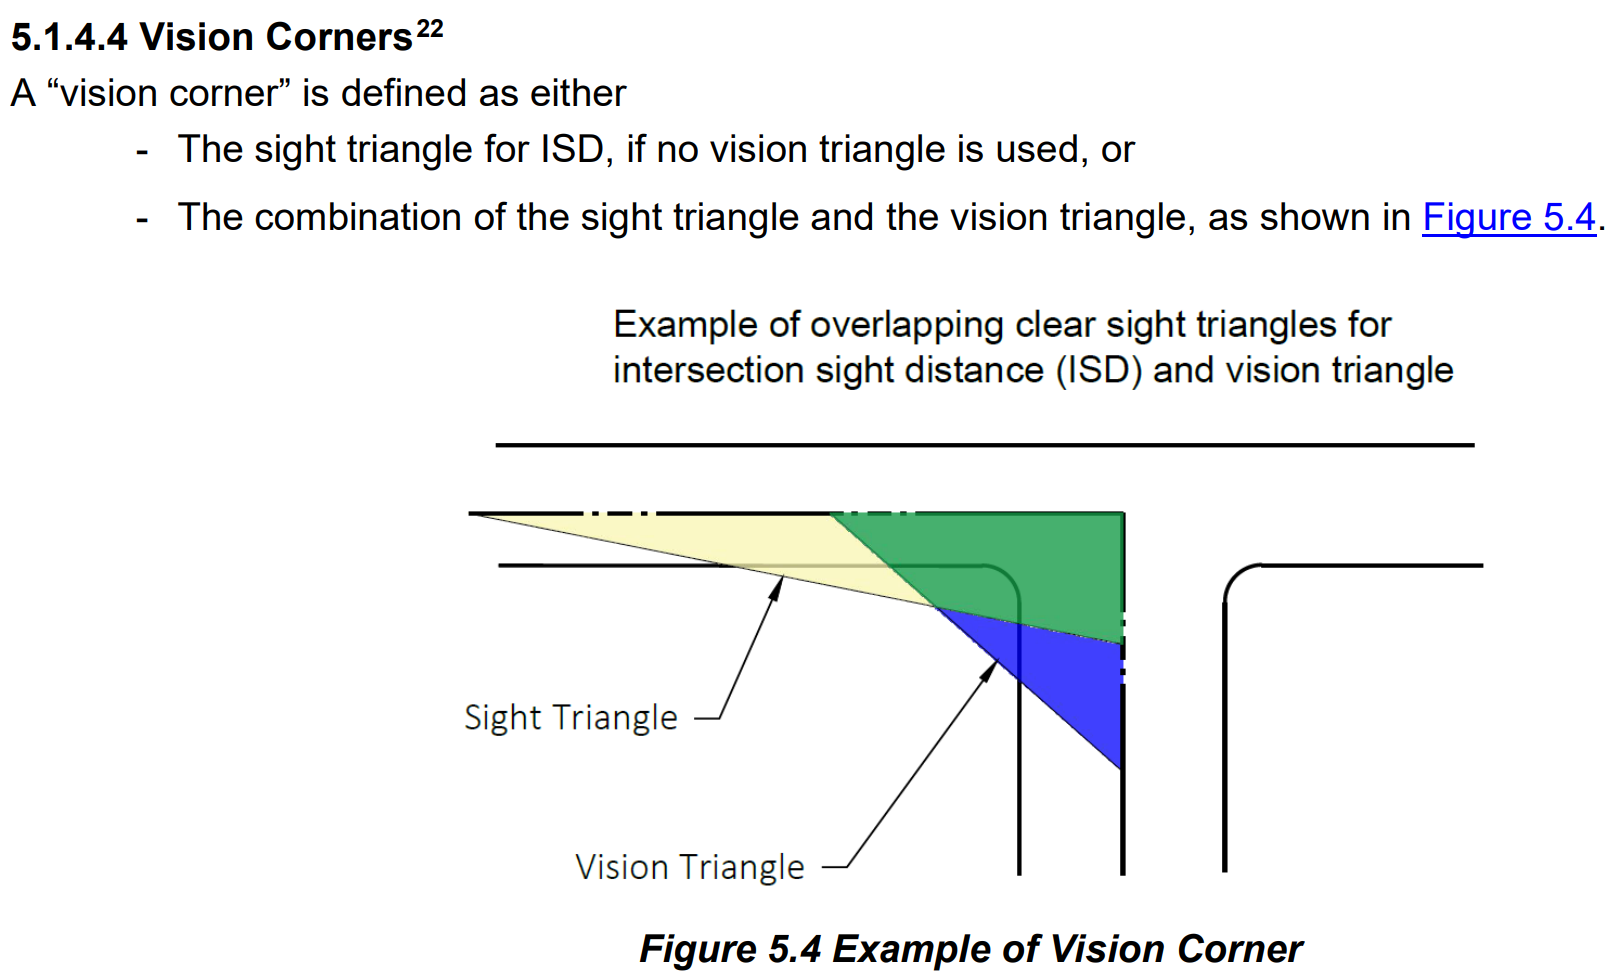 5.1.4.4 Vision Corners22
A “vision corner” is defined as either
- The sight triangle for ISD, if no vision triangle is used, or
- The combination of the sight triangle and the vision triangle, as shown in Figure 5.4.
Example of overlapping clear sight triangles for
intersection sight distance (ISD) and vision triangle
Sight Triangle
Vision Triangle
Figure 5.4 Example of Vision Corner